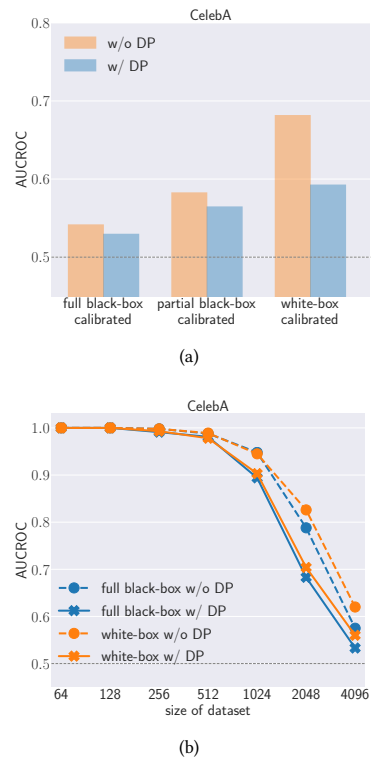 CelebA
0.8
w/o DP
w/ DP
0.7
AUCROC
0.6
0.5
full black-box partial black-box white-box
calibrated calibrated calibrated
(a)
CelebA
1.0
0.9
0.8
AUCROC
0.7
full black-box w/o DP
full black-box w/ DP
0.6
white-box w/o DP
white-box w/ DP
0.5
64 128 256 512 1024 2048 4096
size of dataset
(b)